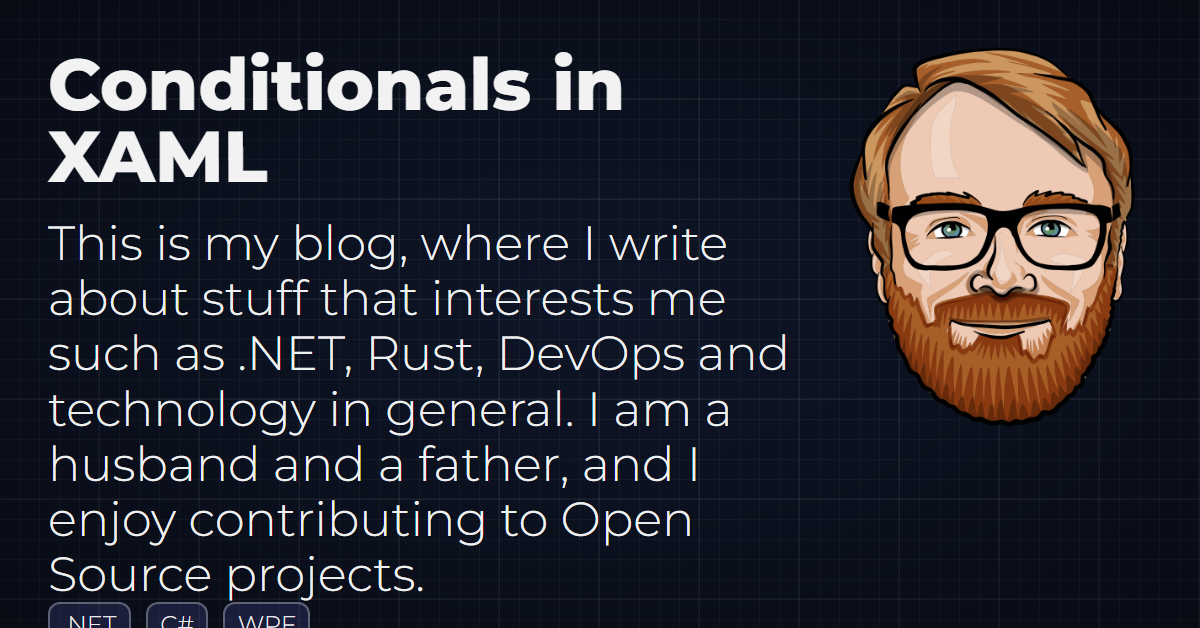 Conditionals in
XAML
This is my blog, where I write
about stuff that interests me
such as .NET, Rust, DevOps and
technology in general. I am a
husband and a father, and I
enjoy contributing to Open
Source projects.
.NET C# WPF